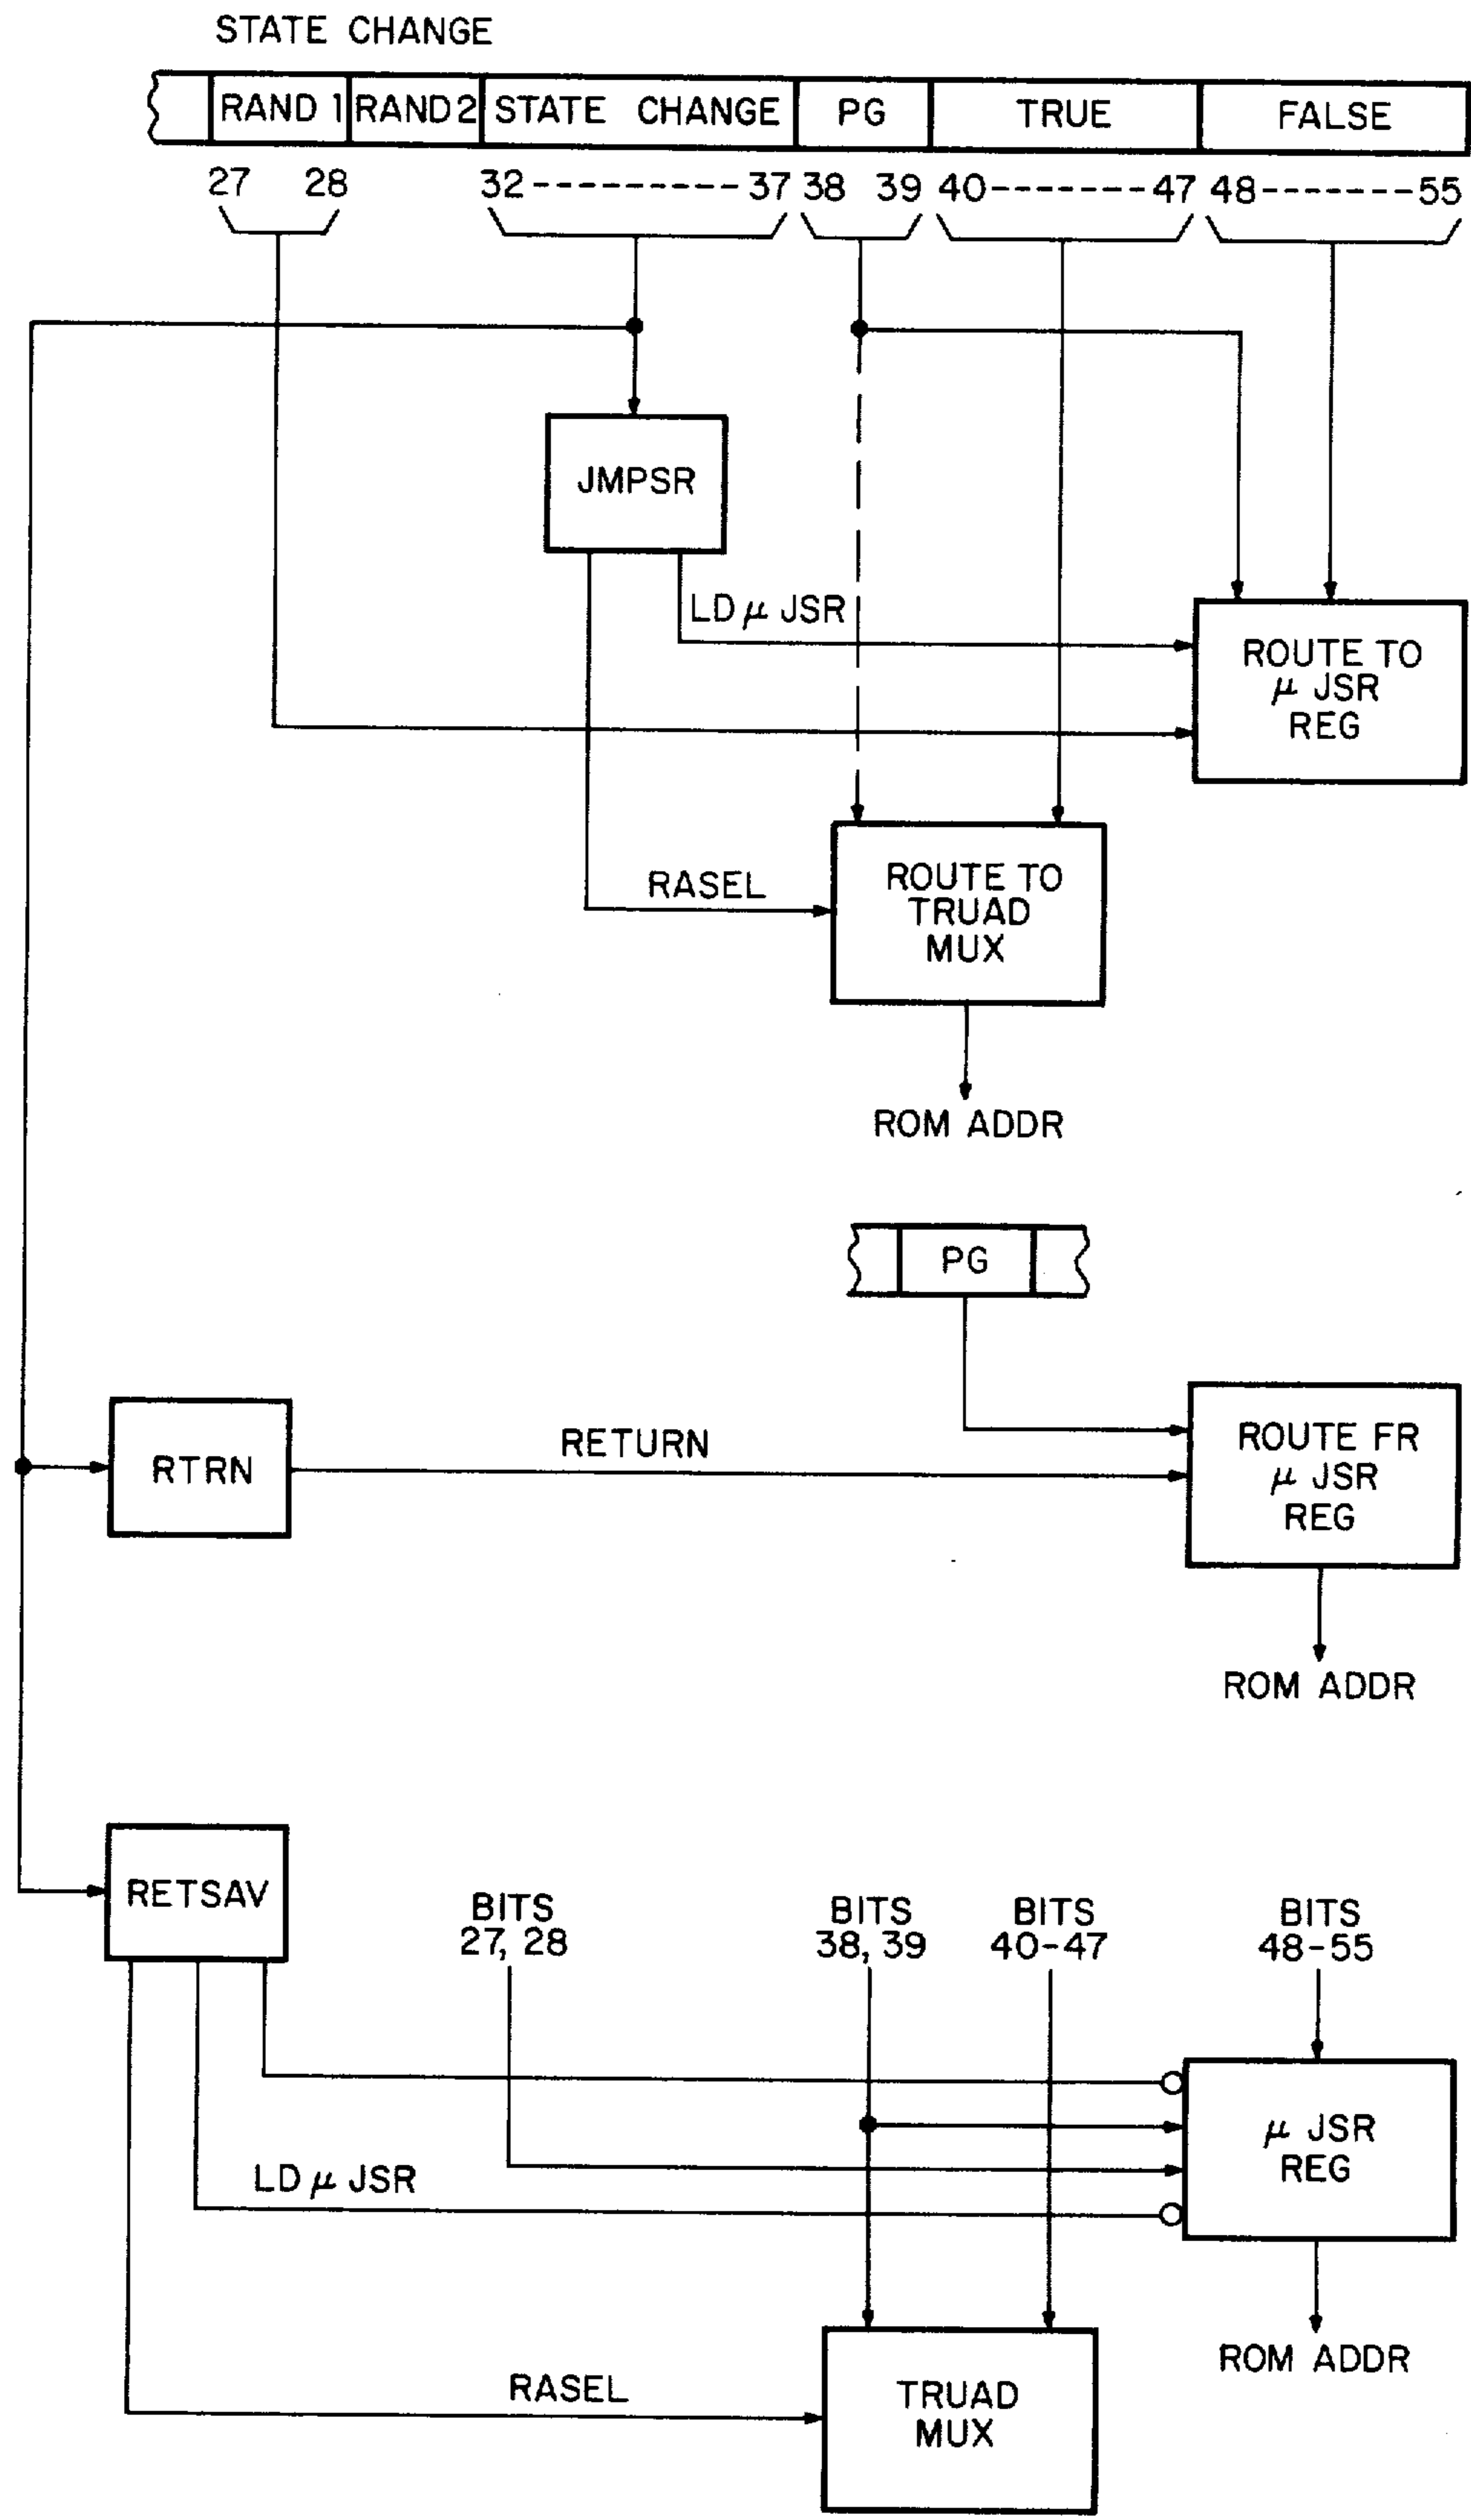 STATE CHANGE
RAND 1 RAND 2 STATE CHANGE PG TRUE FALSE
27 28 32----------37 38 39 40-------47 48-------55
JMPSR
LD μ JSR
ROUTE TO
μ JSR
REG
RASEL
ROUTE TO
TRUAD
MUX
ROM ADDR
PG
RTRN
RETURN
ROUTE FR
μ JSR
REG
ROM ADDR
RETSAV
BITS
27, 28
BITS
38, 39
BITS
40-47
BITS
48-55
LD μ JSR
μ JSR
REG
ROM ADDR
RASEL
TRUAD
MUX